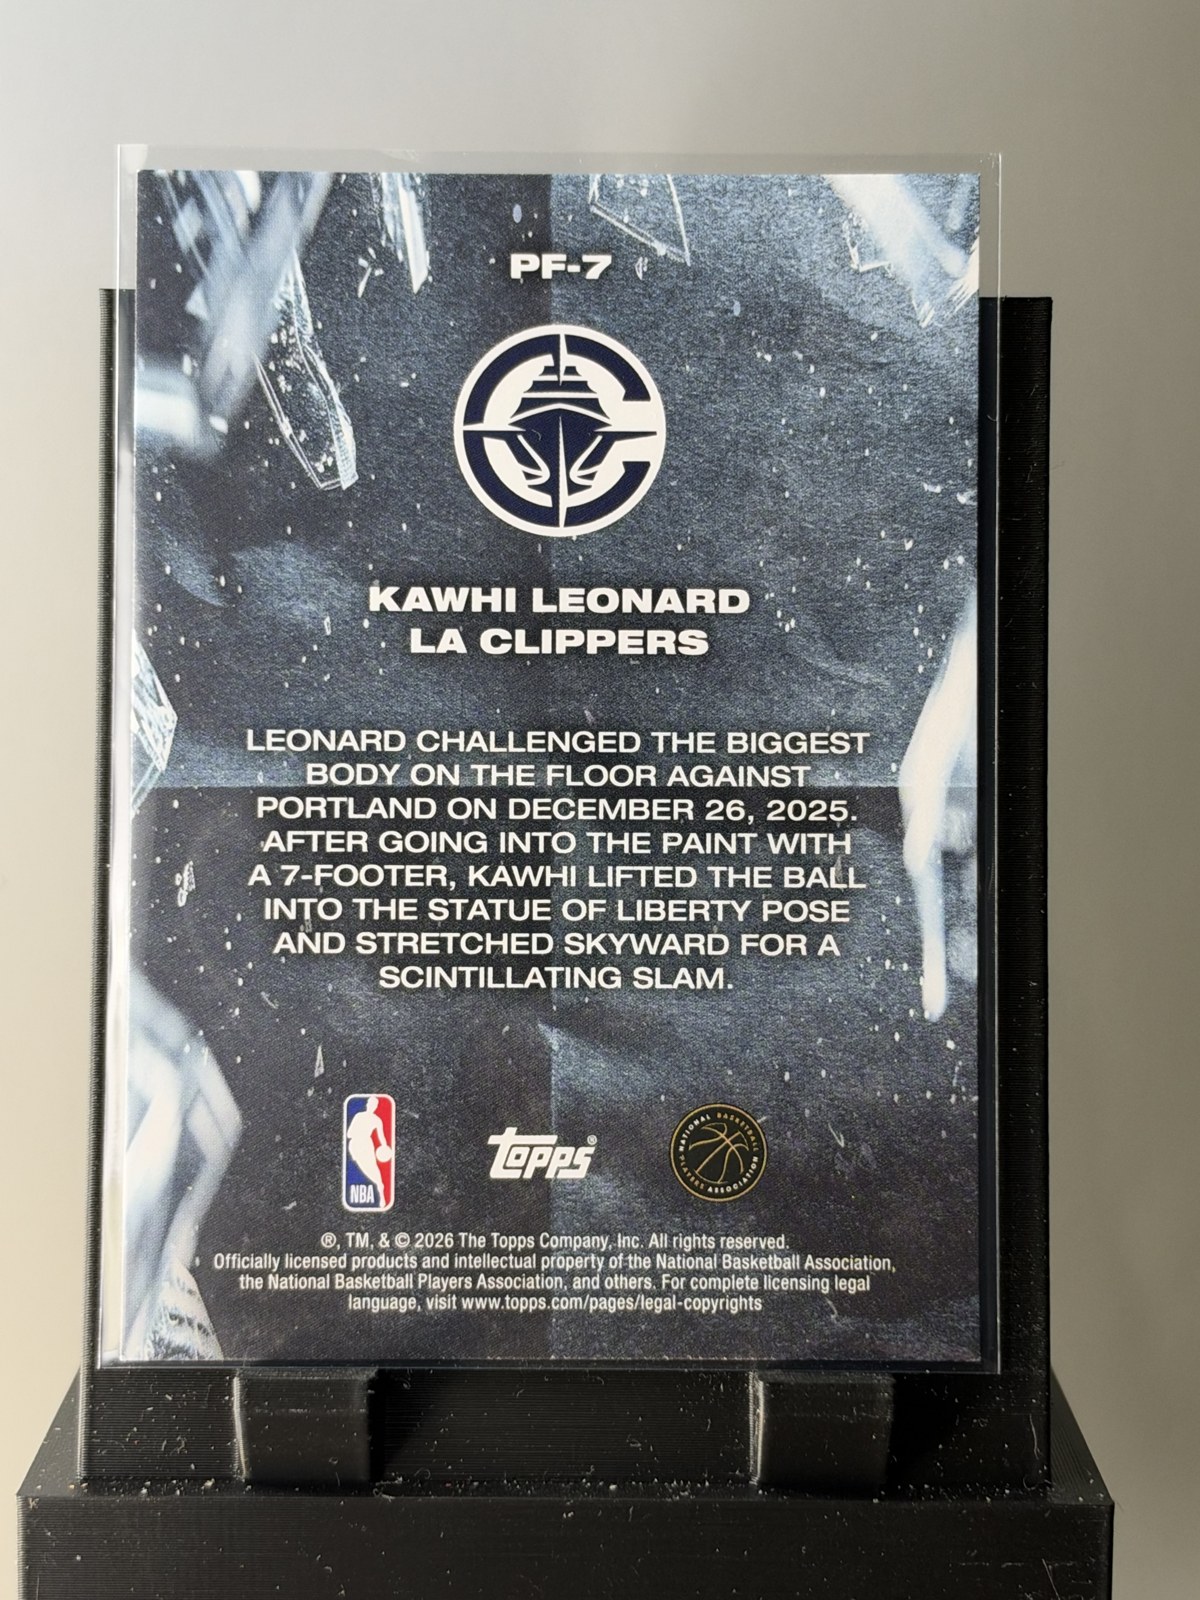 PF-7
KAWHI LEONARD
LA CLIPPERS
LEONARD CHALLENGED THE BIGGEST
BODY ON THE FLOOR AGAINST
PORTLAND ON DECEMBER 26, 2025.
AFTER GOING INTO THE PAINT WITH
A 7-FOOTER, KAWHI LIFTED THE BALL
INTO THE STATUE OF LIBERTY POSE
AND STRETCHED SKYWARD FOR A
SCINTILLATING SLAM.
NBA
Topps®
NATIONAL BASKETBALL
PLAYERS ASSOCIATION
®, TM, & © 2026 The Topps Company, Inc. All rights reserved.
Officially licensed products and intellectual property of the National Basketball Association,
the National Basketball Players Association, and others. For complete licensing legal
language, visit www.topps.com/pages/legal-copyrights